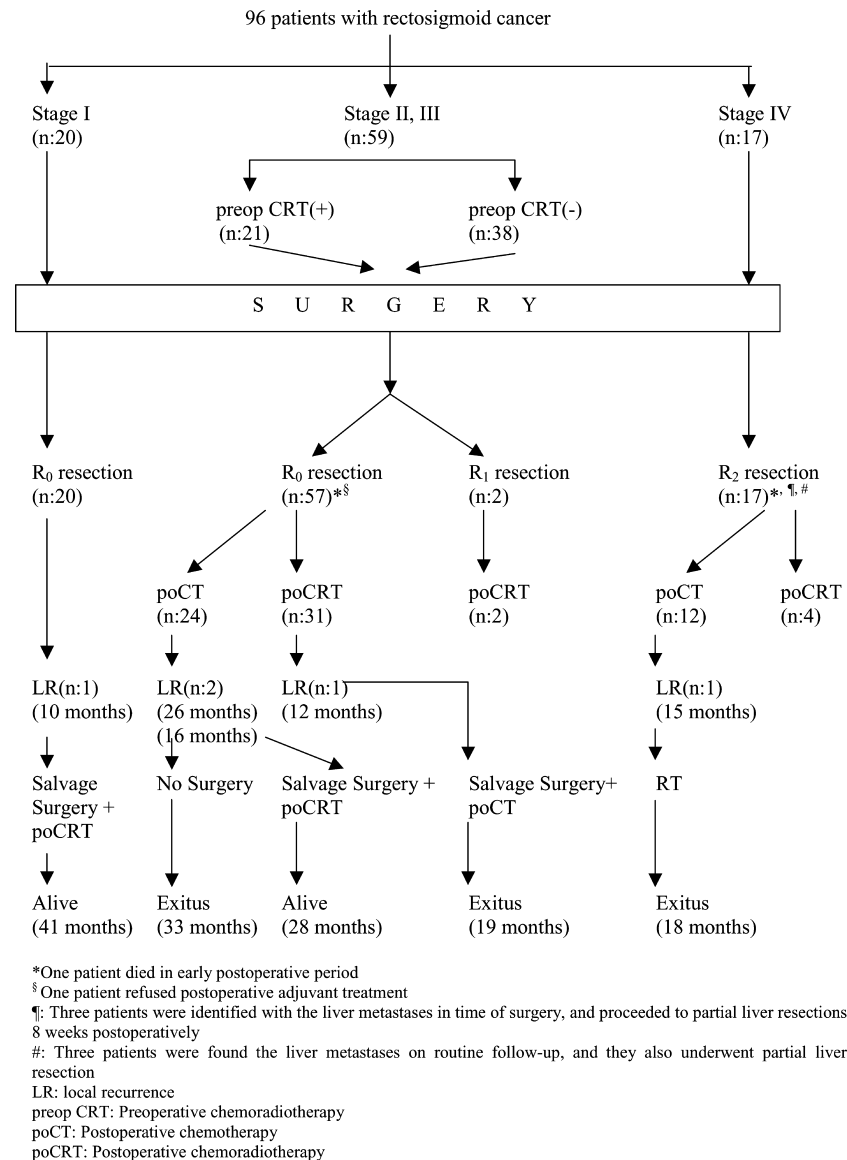 96 patients with rectosigmoid cancer
Stage I
(n:20)
Stage II, III
(n:59)
Stage IV
(n:17)
preop CRT(+)
(n:21)
preop CRT(-)
(n:38)
S U R G E R Y
R₀ resection
(n:20)
R₀ resection
(n:57)*§
R₁ resection
(n:2)
R₂ resection
(n:17)*, ¶, #
poCT
(n:24)
poCRT
(n:31)
poCRT
(n:2)
poCT
(n:12)
poCRT
(n:4)
LR(n:1)
(10 months)
LR(n:2)
(26 months)
(16 months)
LR(n:1)
(12 months)
LR(n:1)
(15 months)
Salvage
Surgery +
poCRT
No Surgery
Salvage Surgery +
poCRT
Salvage Surgery+
poCT
RT
Alive
(41 months)
Exitus
(33 months)
Alive
(28 months)
Exitus
(19 months)
Exitus
(18 months)
*One patient died in early postoperative period
§ One patient refused postoperative adjuvant treatment
¶: Three patients were identified with the liver metastases in time of surgery, and proceeded to partial liver resections
8 weeks postoperatively
#: Three patients were found the liver metastases on routine follow-up, and they also underwent partial liver
resection
LR: local recurrence
preop CRT: Preoperative chemoradiotherapy
poCT: Postoperative chemotherapy
poCRT: Postoperative chemoradiotherapy